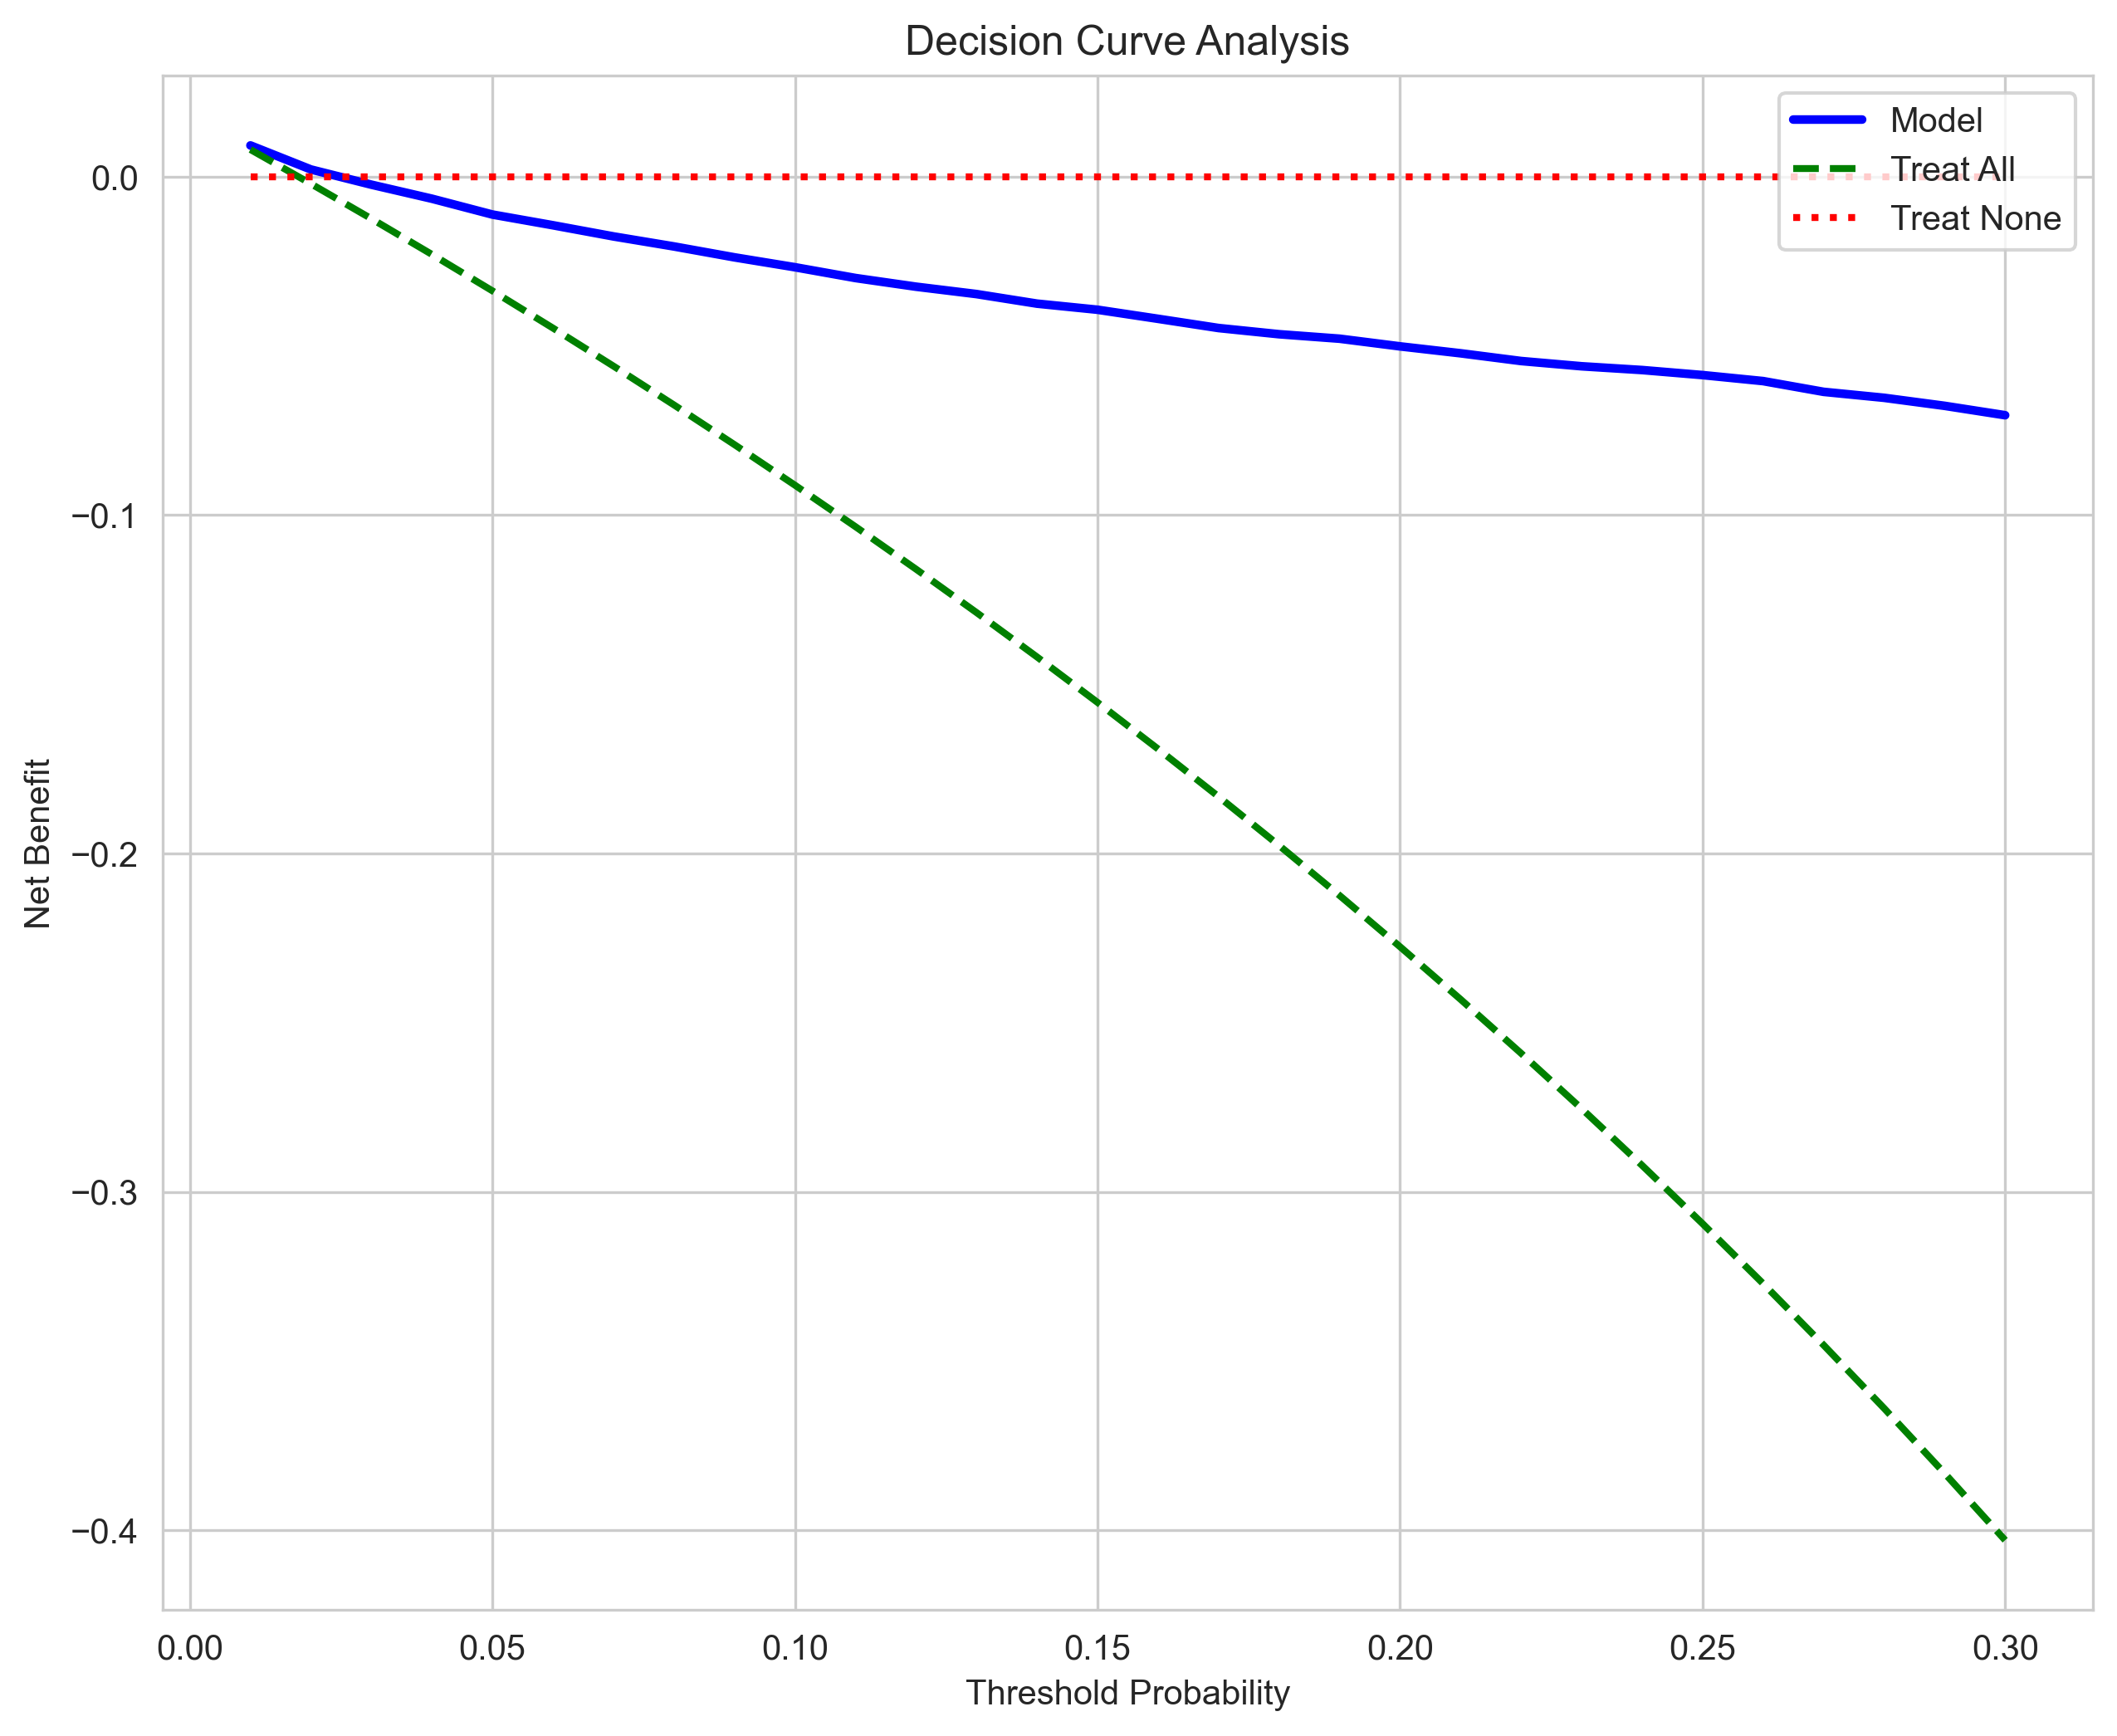 Decision Curve Analysis
Model
Treat All
Treat None
0.0
−0.1
−0.2
−0.3
−0.4
Net Benefit
0.00 0.05 0.10 0.15 0.20 0.25 0.30
Threshold Probability